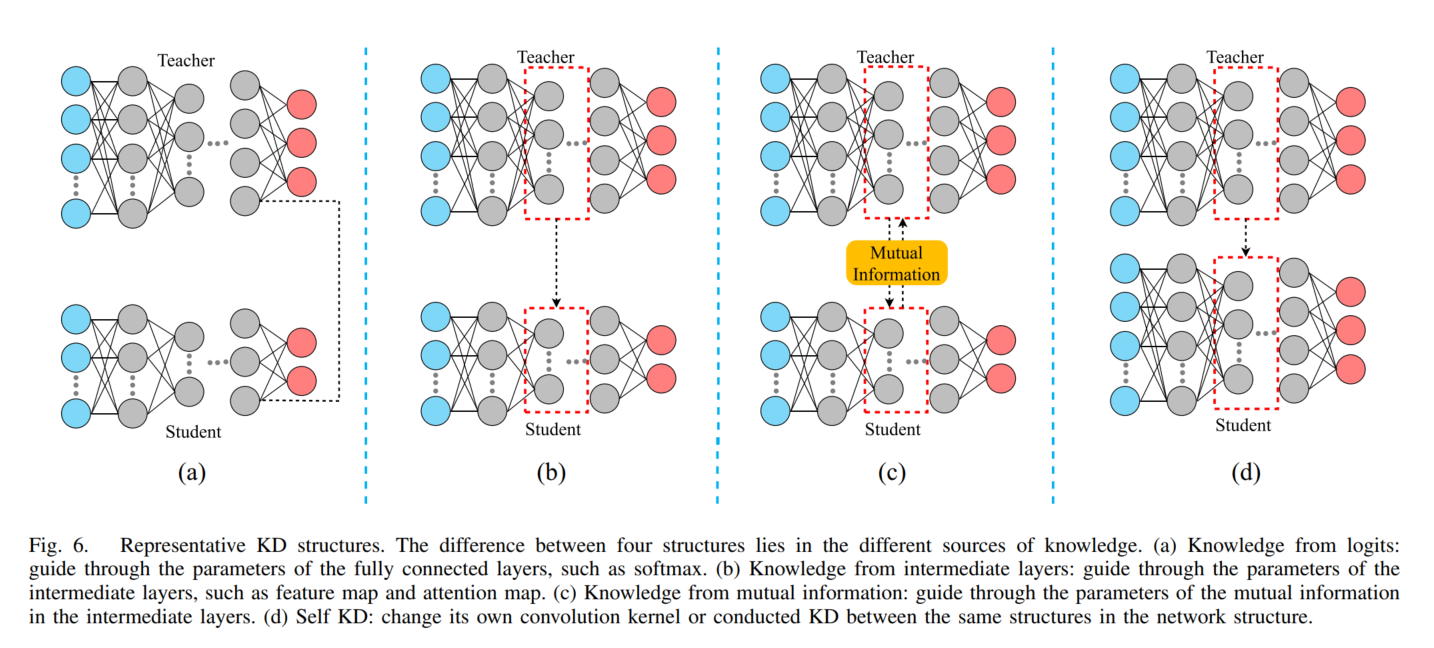 Teacher
Student
(a)
Teacher
Student
(b)
Teacher
Mutual
Information
Student
(c)
Teacher
Student
(d)
Fig. 6. Representative KD structures. The difference between four structures lies in the different sources of knowledge. (a) Knowledge from logits:
guide through the parameters of the fully connected layers, such as softmax. (b) Knowledge from intermediate layers: guide through the parameters of the
intermediate layers, such as feature map and attention map. (c) Knowledge from mutual information: guide through the parameters of the mutual information
in the intermediate layers. (d) Self KD: change its own convolution kernel or conducted KD between the same structures in the network structure.